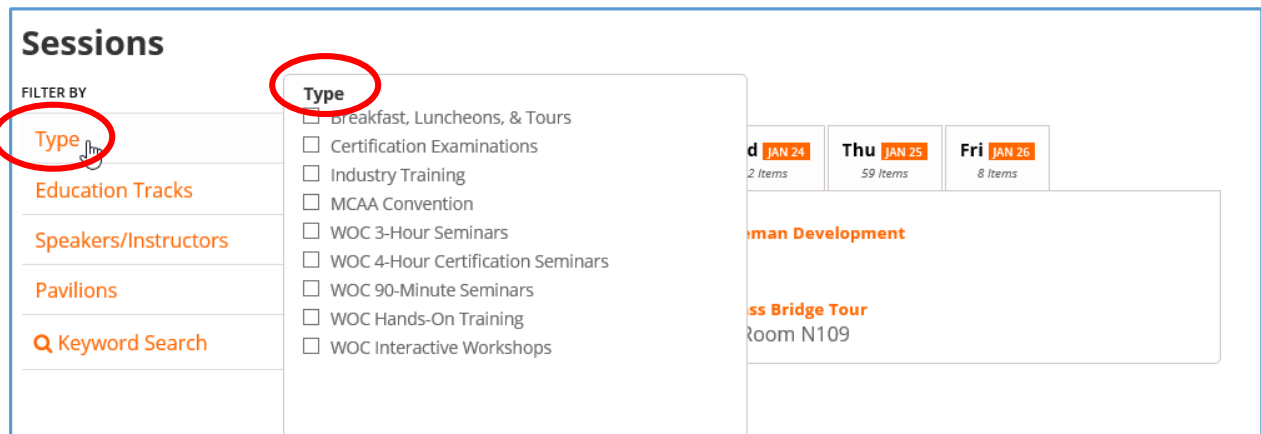 Sessions
FILTER BY
Type
Education Tracks
Speakers/Instructors
Pavilions
Keyword Search
Type
Breakfast, Luncheons, & Tours
Certification Examinations
Industry Training
MCAA Convention
WOC 3-Hour Seminars
WOC 4-Hour Certification Seminars
WOC 90-Minute Seminars
WOC Hands-On Training
WOC Interactive Workshops
d JAN 24
2 Items
Thu JAN 25
59 Items
Fri JAN 26
8 Items
eman Development
ss Bridge Tour
Room N109